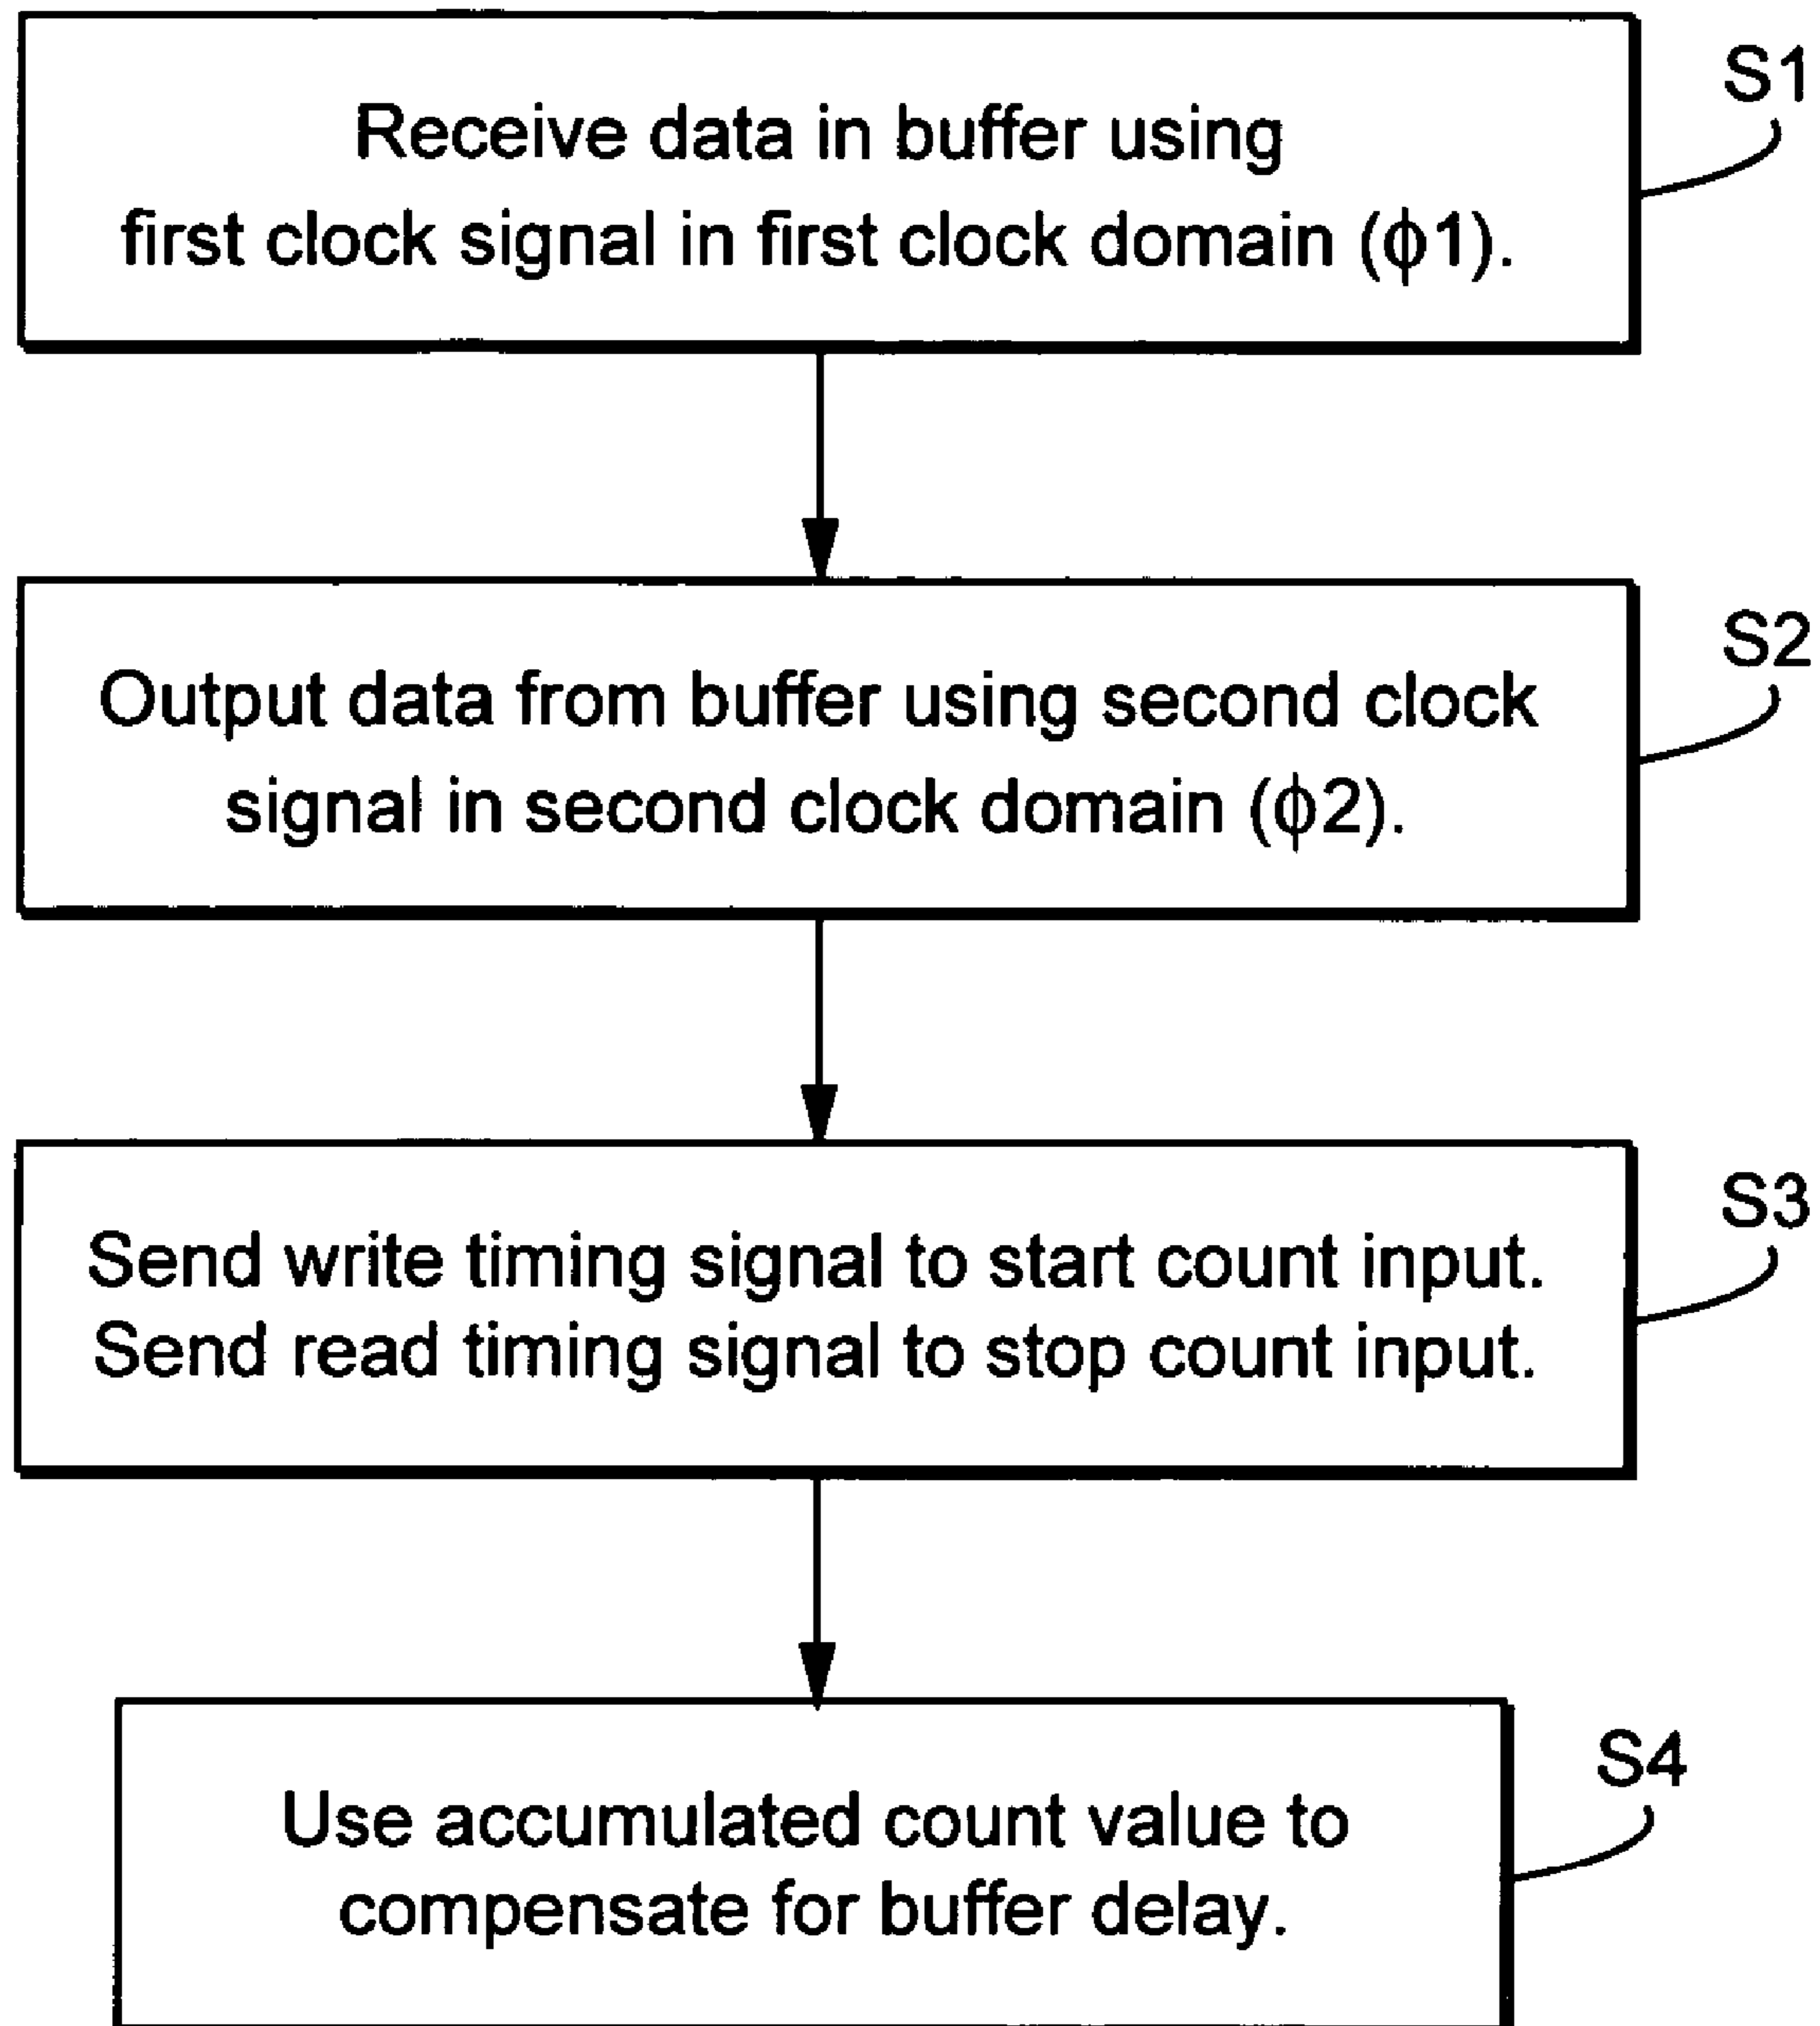 S1
Receive data in buffer using
first clock signal in first clock domain (ϕ1).
S2
Output data from buffer using second clock
signal in second clock domain (ϕ2).
S3
Send write timing signal to start count input.
Send read timing signal to stop count input.
S4
Use accumulated count value to
compensate for buffer delay.